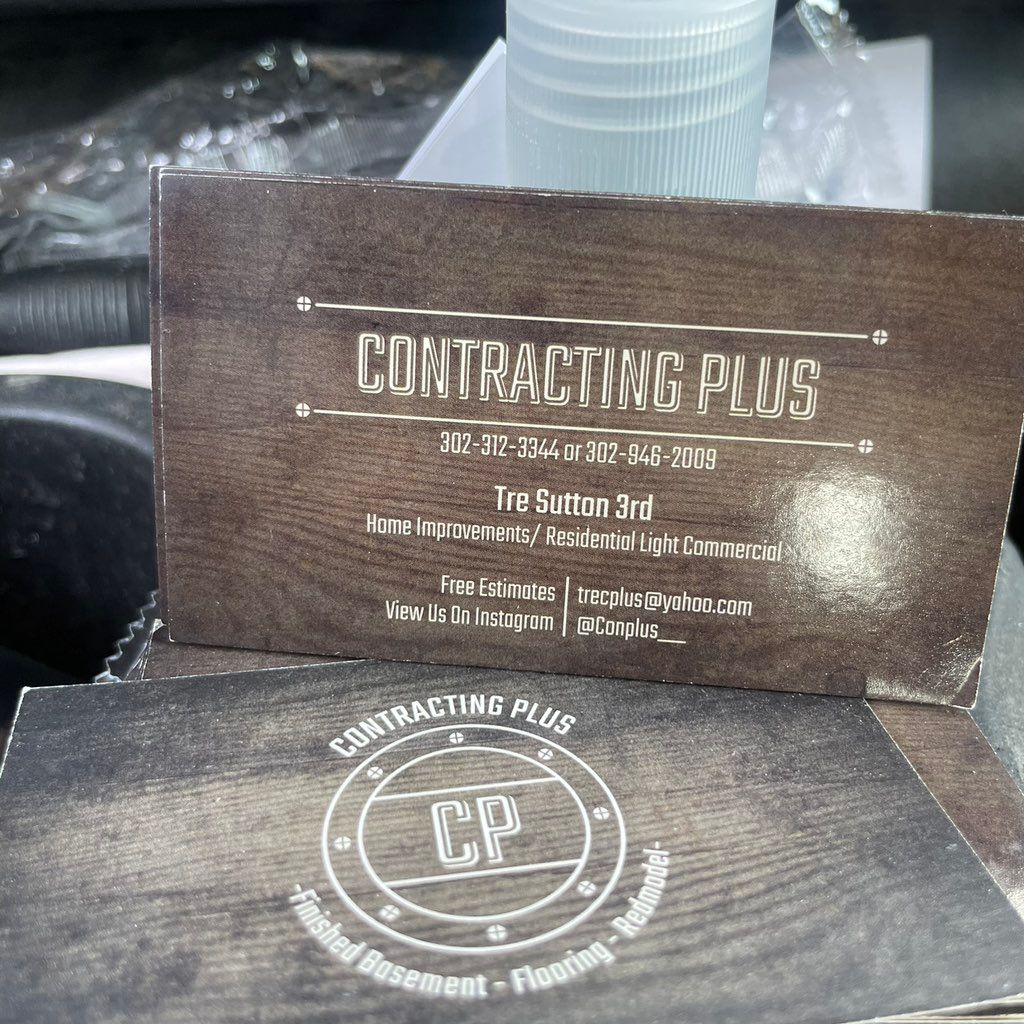 CONTRACTING PLUS
302-312-3344 or 302-946-2009
Tre Sutton 3rd
Home Improvements/ Residential Light Commercial
Free Estimates | trecplus@yahoo.com
View Us On Instagram | @Conplus__
CONTRACTING PLUS
CP
-Finished Basement - Flooring - Redmodel-